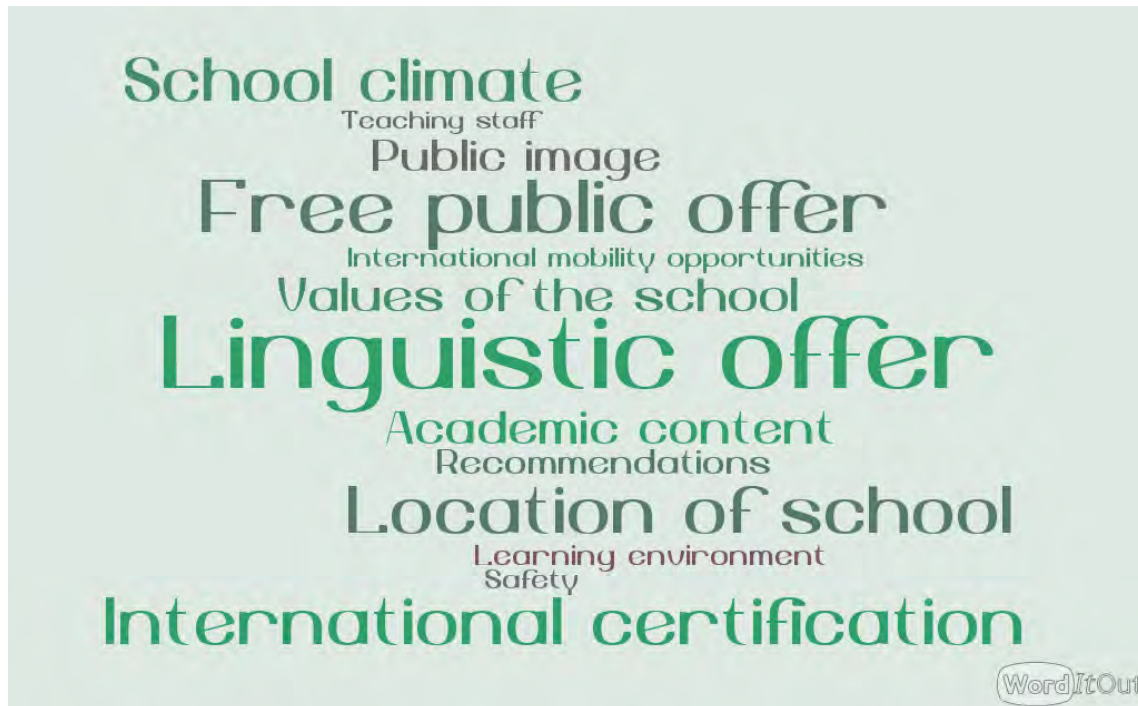 School climate
Teaching staff
Public image
Free public offer
International mobility opportunities
Values of the school
Linguistic offer
Academic content
Recommendations
Location of school
Learning environment
Safety
International certification
WordItOut